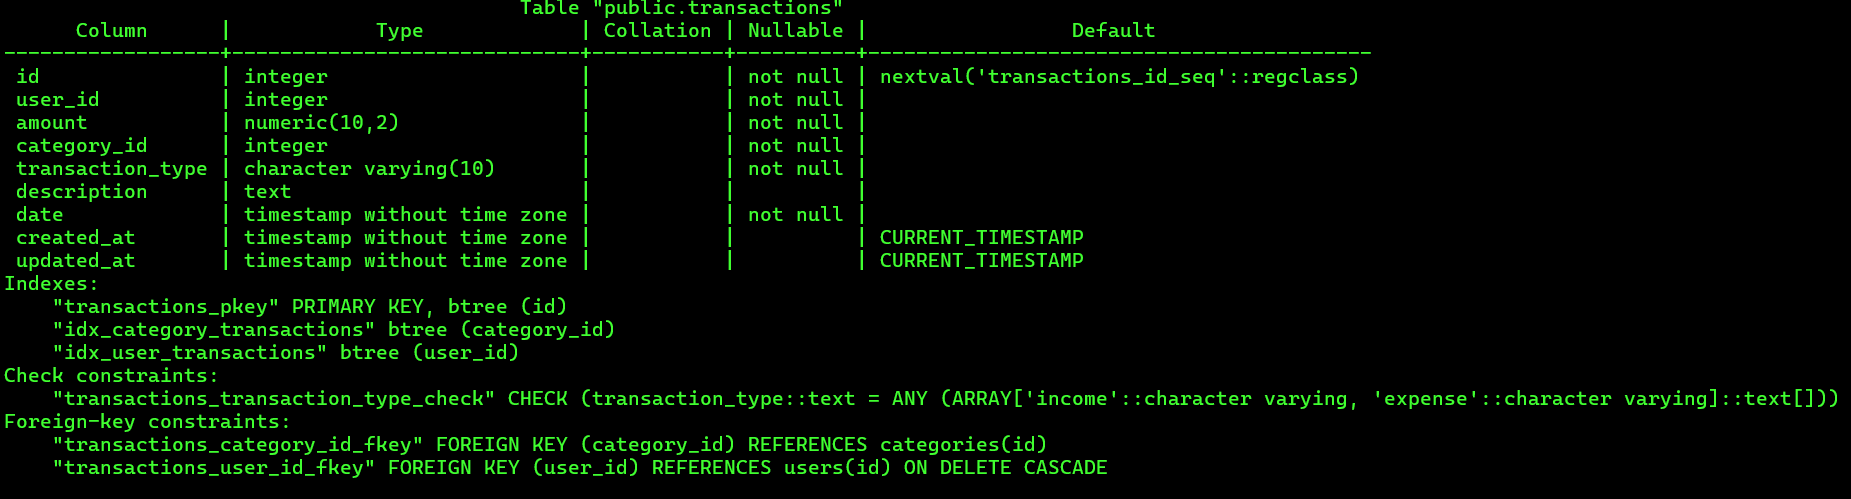 Table "public.transactions"
      Column      |            Type             | Collation | Nullable |                 Default
------------------+-----------------------------+-----------+----------+------------------------------------------
 id               | integer                     |           | not null | nextval('transactions_id_seq'::regclass)
 user_id          | integer                     |           | not null |
 amount           | numeric(10,2)               |           | not null |
 category_id      | integer                     |           | not null |
 transaction_type | character varying(10)       |           | not null |
 description      | text                        |           |          |
 date             | timestamp without time zone |           | not null |
 created_at       | timestamp without time zone |           |          | CURRENT_TIMESTAMP
 updated_at       | timestamp without time zone |           |          | CURRENT_TIMESTAMP
Indexes:
    "transactions_pkey" PRIMARY KEY, btree (id)
    "idx_category_transactions" btree (category_id)
    "idx_user_transactions" btree (user_id)
Check constraints:
    "transactions_transaction_type_check" CHECK (transaction_type::text = ANY (ARRAY['income'::character varying, 'expense'::character varying]::text[]))
Foreign-key constraints:
    "transactions_category_id_fkey" FOREIGN KEY (category_id) REFERENCES categories(id)
    "transactions_user_id_fkey" FOREIGN KEY (user_id) REFERENCES users(id) ON DELETE CASCADE